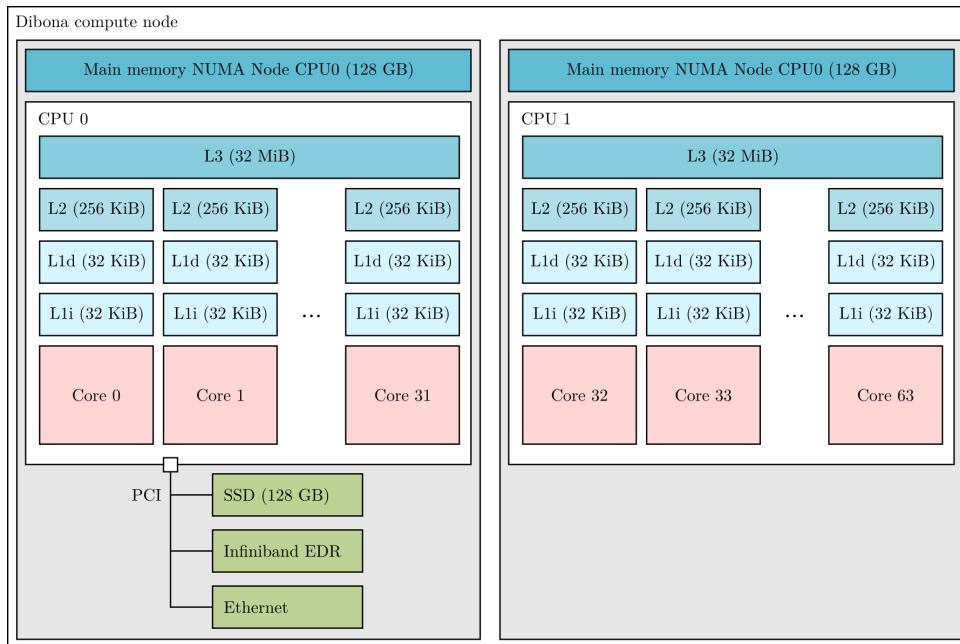 Dibona compute node
Main memory NUMA Node CPU0 (128 GB)
CPU 0
L3 (32 MiB)
L2 (256 KiB) L2 (256 KiB) L2 (256 KiB)
L1d (32 KiB) L1d (32 KiB) L1d (32 KiB)
L1i (32 KiB) L1i (32 KiB) ... L1i (32 KiB)
Core 0 Core 1 Core 31
PCI
SSD (128 GB)
Infiniband EDR
Ethernet
Main memory NUMA Node CPU0 (128 GB)
CPU 1
L3 (32 MiB)
L2 (256 KiB) L2 (256 KiB) L2 (256 KiB)
L1d (32 KiB) L1d (32 KiB) L1d (32 KiB)
L1i (32 KiB) L1i (32 KiB) ... L1i (32 KiB)
Core 32 Core 33 Core 63